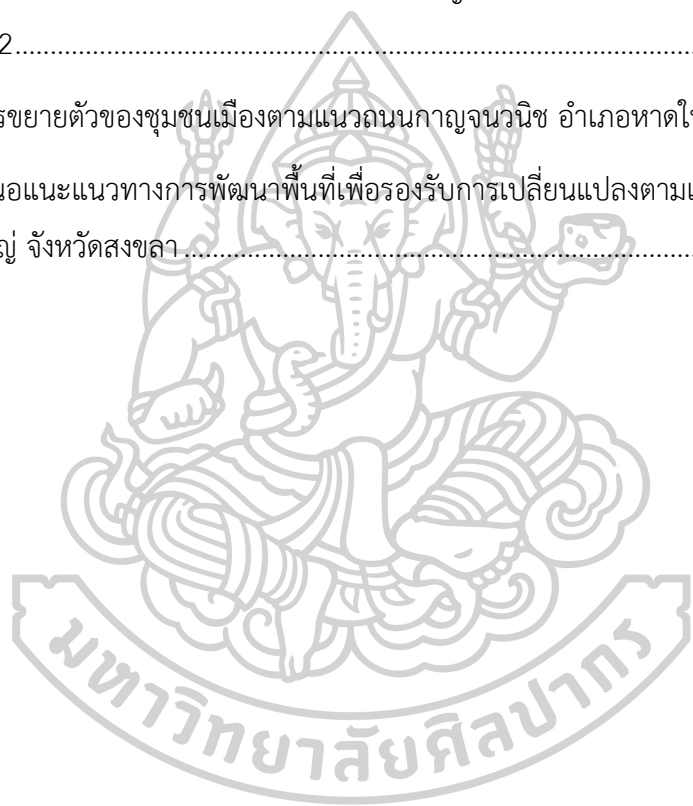 2................................................................................................
รขยายตัวของชุมชนเมืองตามแนวถนนกาญจนวนิช อำเภอหาดให
นอแนะแนวทางการพัฒนาพื้นที่เพื่อรองรับการเปลี่ยนแปลงตามแ
ญ่ จังหวัดสงขลา.........................................................................
มหาวิทยาลัยศิลปากร